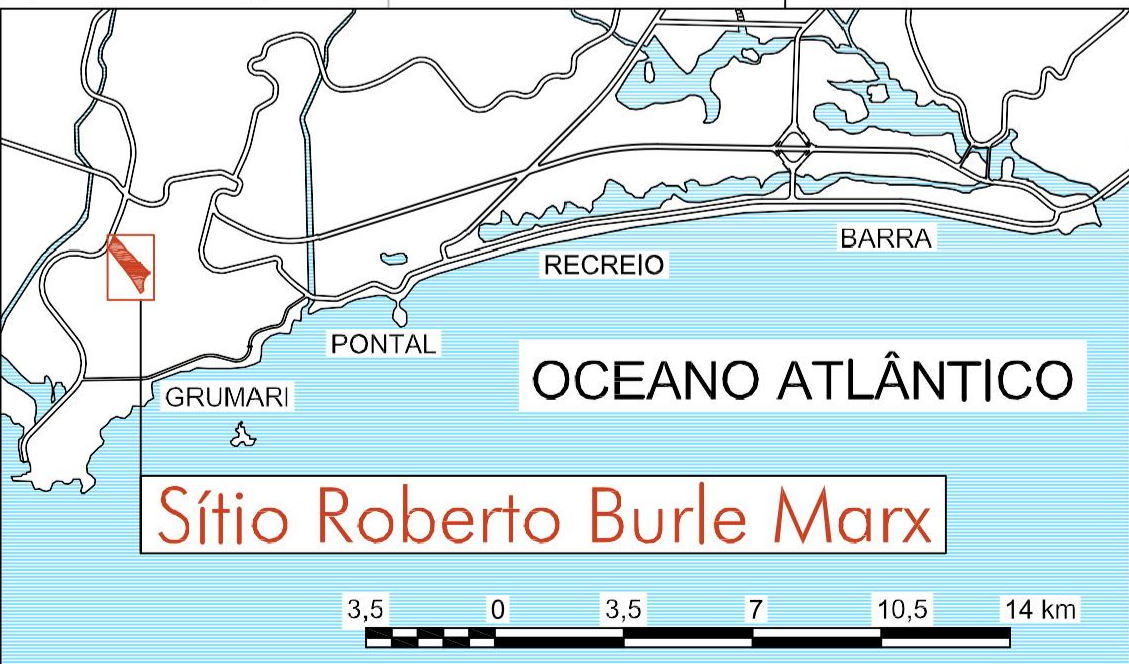 BARRA
RECREIO
PONTAL
OCEANO ATLÂNTICO
GRUMARI
Sítio Roberto Burle Marx
3,5 0 3,5 7 10,5 14 km